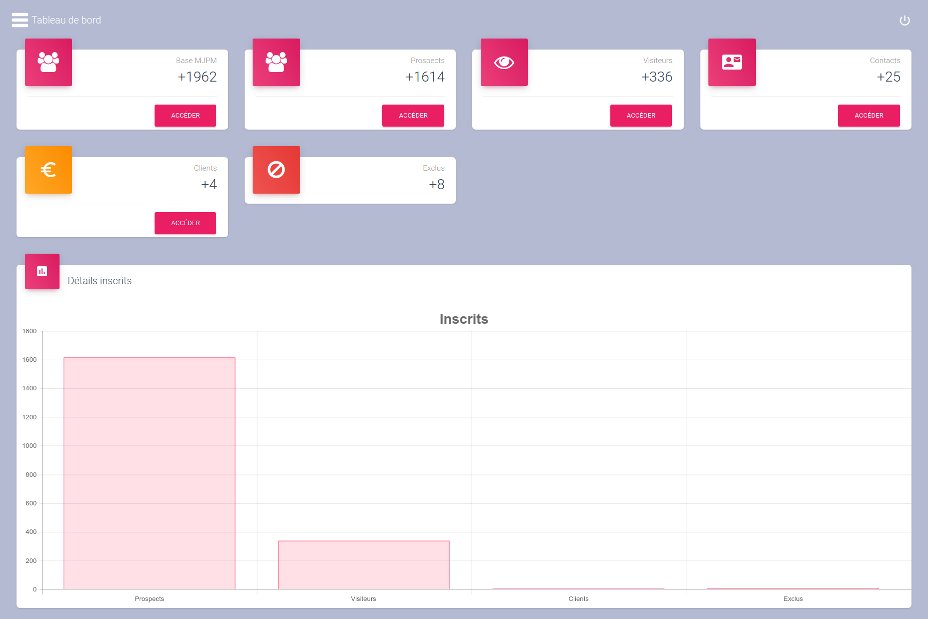 Tableau de bord
Base MJPM
+1962
ACCÉDER
Prospects
+1614
ACCÉDER
Visiteurs
+336
ACCÉDER
Contacts
+25
ACCÉDER
Clients
+4
ACCÉDER
Exclus
+8
Détails inscrits
Inscrits
1800
1600
1400
1200
1000
800
600
400
200
0
Prospects Visiteurs Clients Exclus